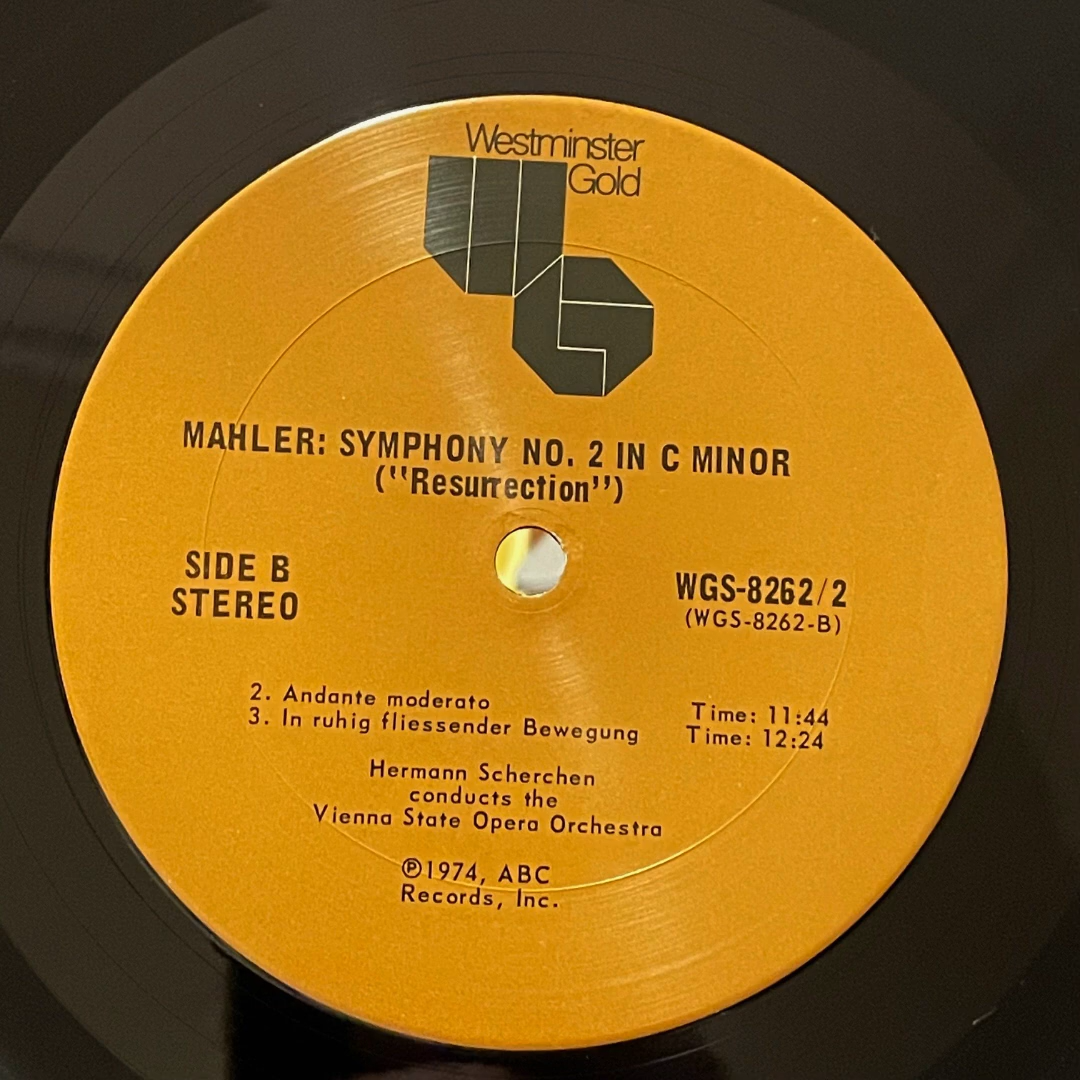 Westminster
Gold
MAHLER: SYMPHONY NO. 2 IN C MINOR
("Resurrection")
SIDE B
STEREO
WGS-8262/2
(WGS-8262-B)
2. Andante moderato Time: 11:44
3. In ruhig fliessender Bewegung Time: 12:24
Hermann Scherchen
conducts the
Vienna State Opera Orchestra
℗1974, ABC
Records, Inc.